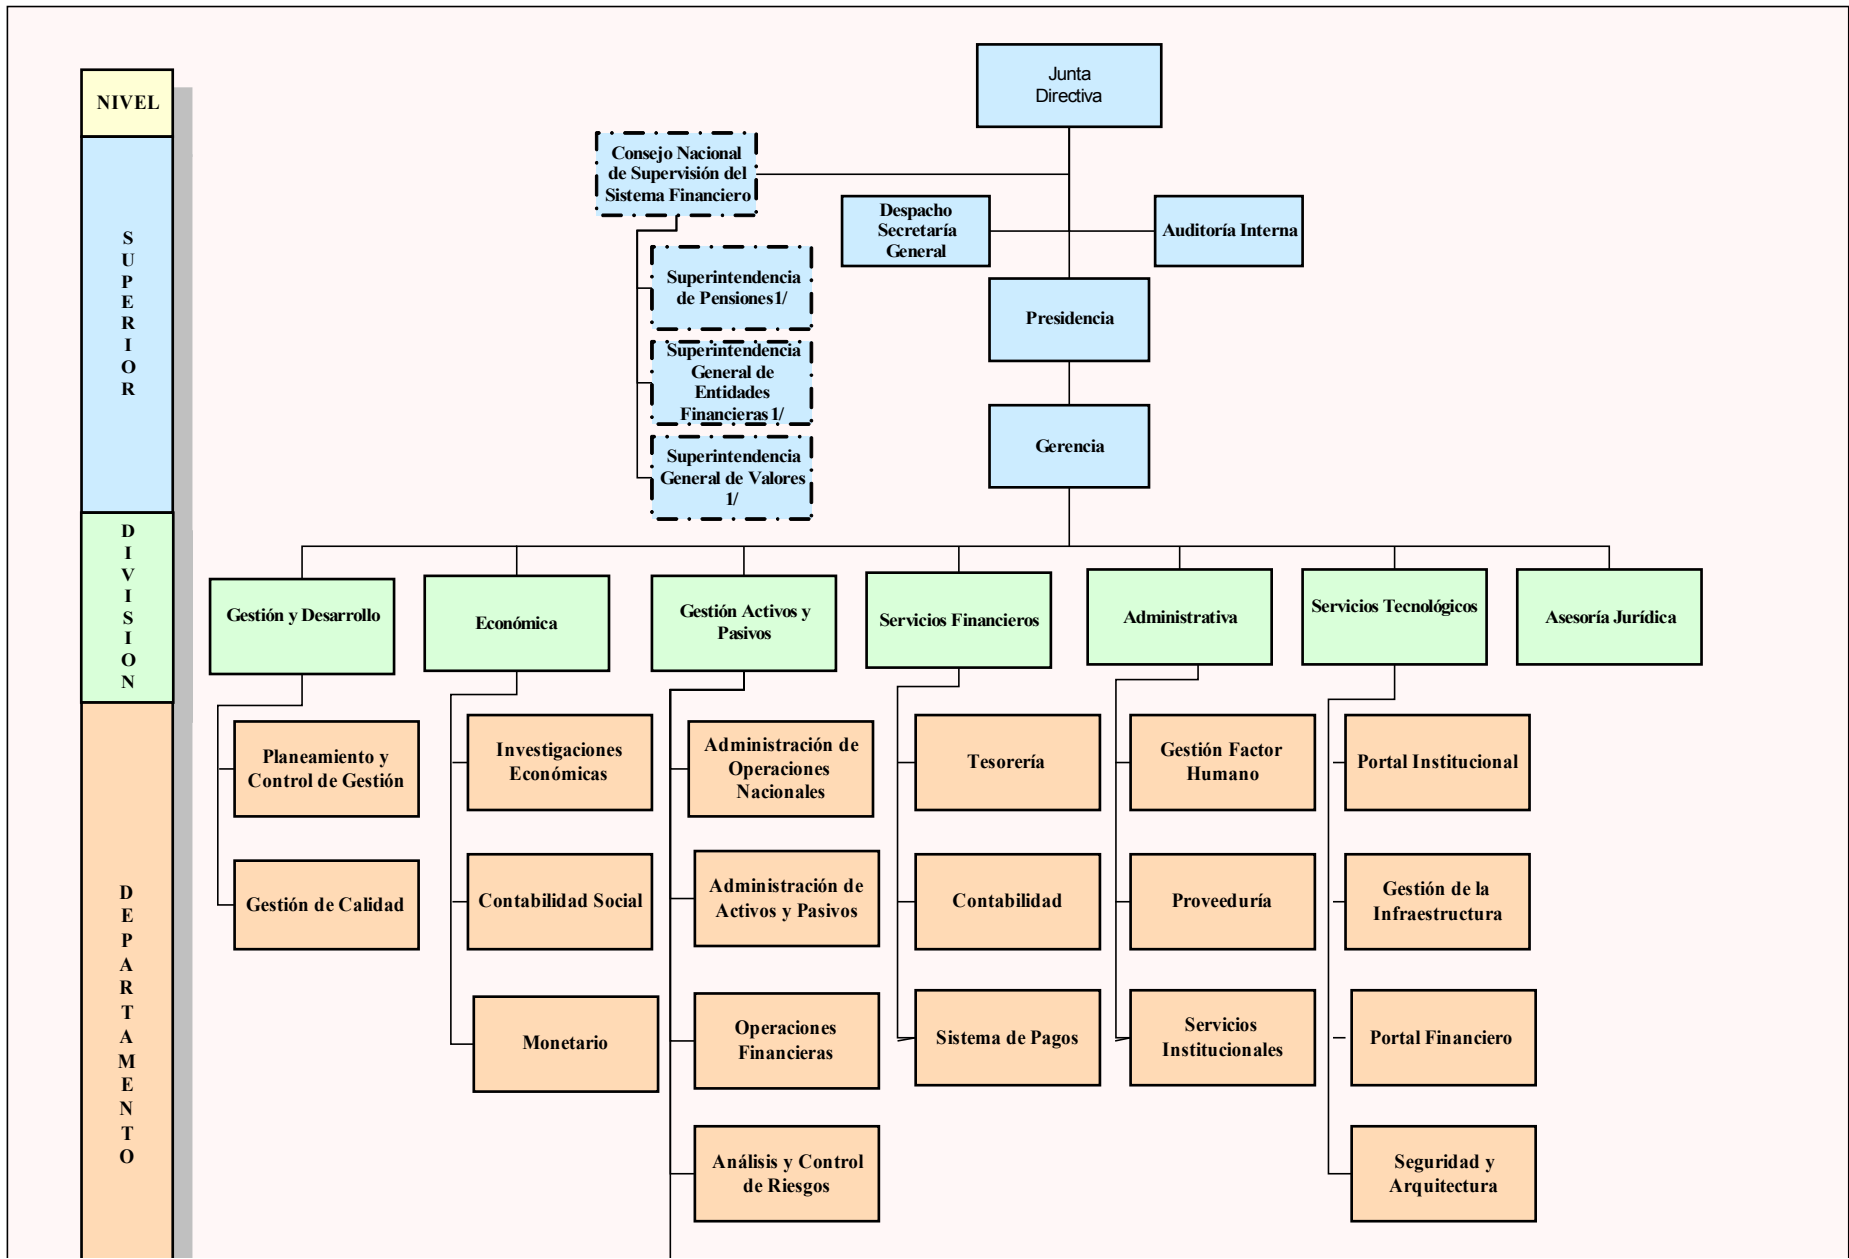 NIVEL
SUPERIOR
DIVISION
DEPARTAMENTO
Junta
Directiva
Consejo Nacional
de Supervisión del
Sistema Financiero
Despacho
Secretaría
General
Auditoría Interna
Superintendencia
de Pensiones1/
Presidencia
Superintendencia
General de
Entidades
Financieras 1/
Gerencia
Superintendencia
General de Valores
1/
Gestión y Desarrollo
Económica
Gestión Activos y
Pasivos
Servicios Financieros
Administrativa
Servicios Tecnológicos
Asesoría Jurídica
Planeamiento y
Control de Gestión
Investigaciones
Económicas
Administración de
Operaciones
Nacionales
Tesorería
Gestión Factor
Humano
Portal Institucional
Gestión de Calidad
Contabilidad Social
Administración de
Activos y Pasivos
Contabilidad
Proveeduría
Gestión de la
Infraestructura
Monetario
Operaciones
Financieras
Sistema de Pagos
Servicios
Institucionales
Portal Financiero
Análisis y Control
de Riesgos
Seguridad y
Arquitectura